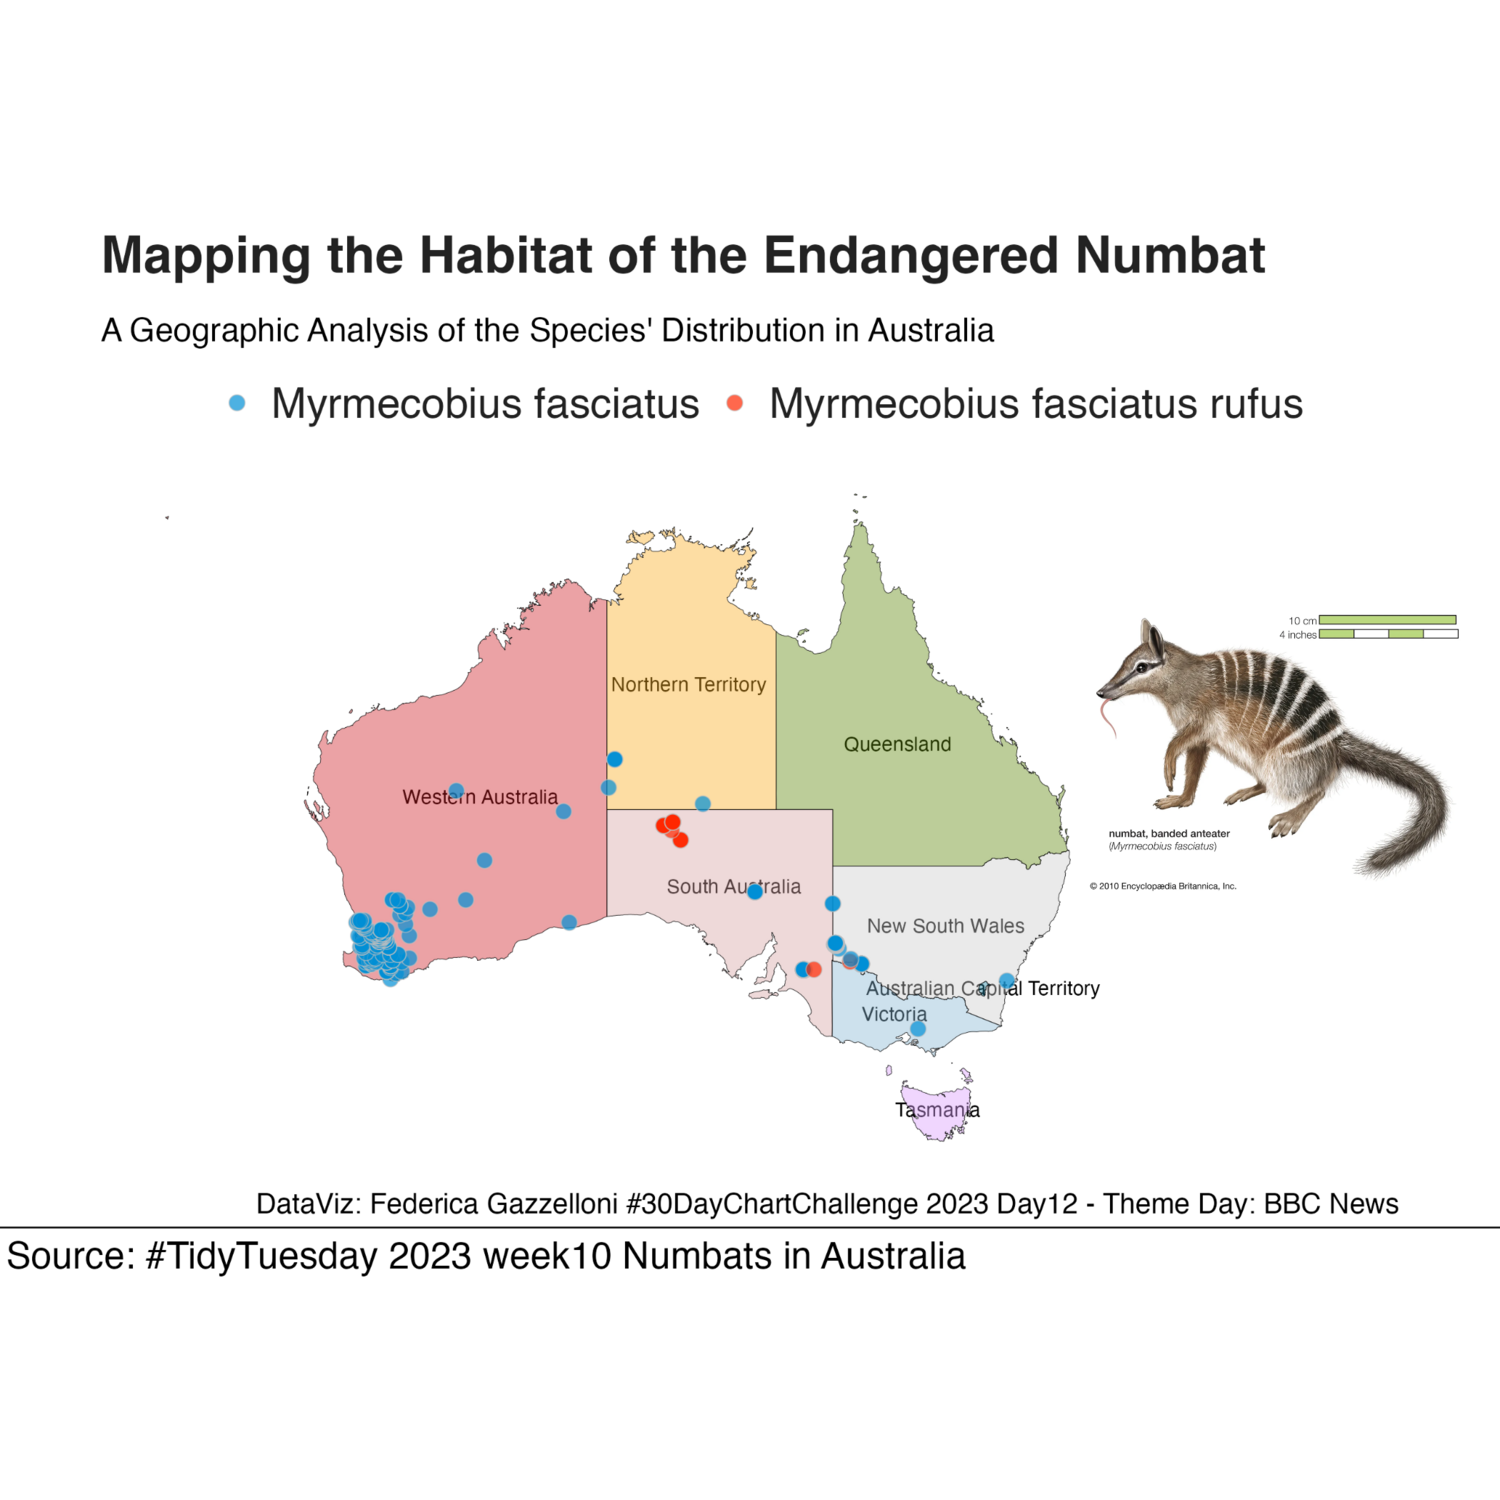 Mapping the Habitat of the Endangered Numbat
A Geographic Analysis of the Species' Distribution in Australia
Myrmecobius fasciatus
Myrmecobius fasciatus rufus
10 cm
4 inches
Northern Territory
Queensland
Western Australia
numbat, banded anteater
(Myrmecobius fasciatus)
© 2010 Encyclopædia Britannica, Inc.
South Australia
New South Wales
Australian Capital Territory
Victoria
Tasmania
DataViz: Federica Gazzelloni #30DayChartChallenge 2023 Day12 - Theme Day: BBC News
Source: #TidyTuesday 2023 week10 Numbats in Australia